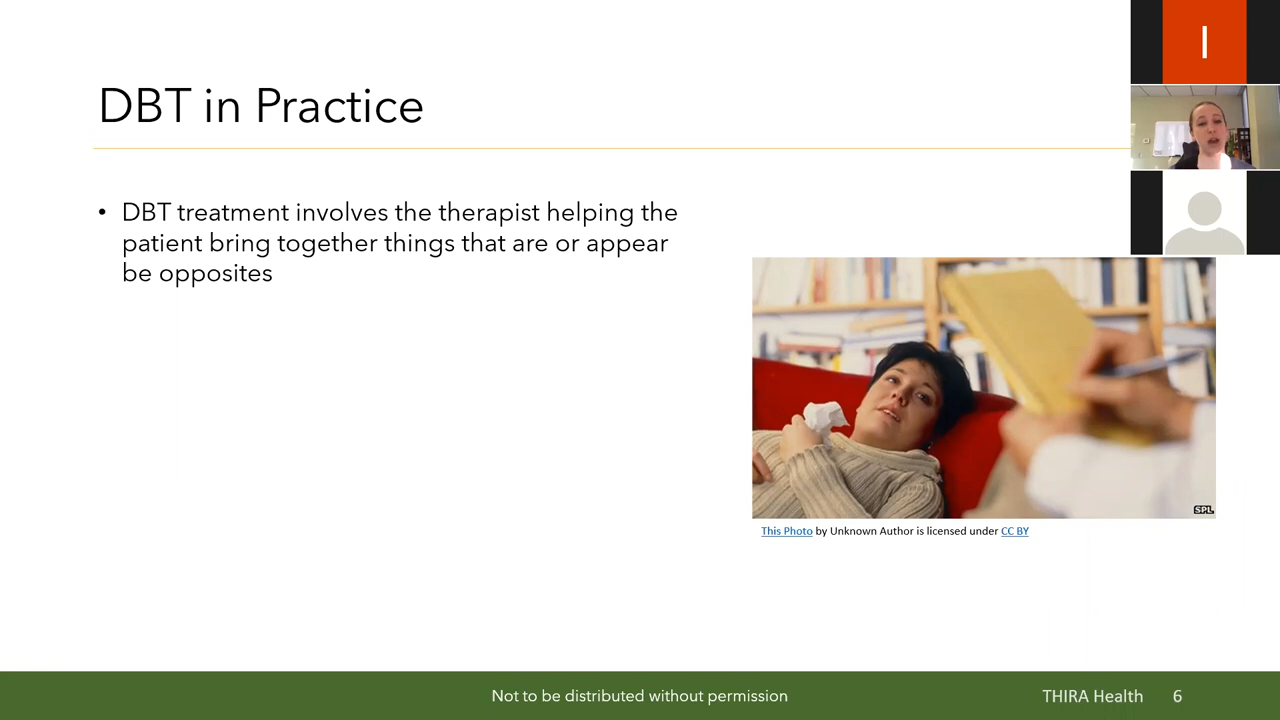 I
DBT in Practice
• DBT treatment involves the therapist helping the
patient bring together things that are or appear
be opposites
SPL
This Photo by Unknown Author is licensed under CC BY
Not to be distributed without permission
THIRA Health
6